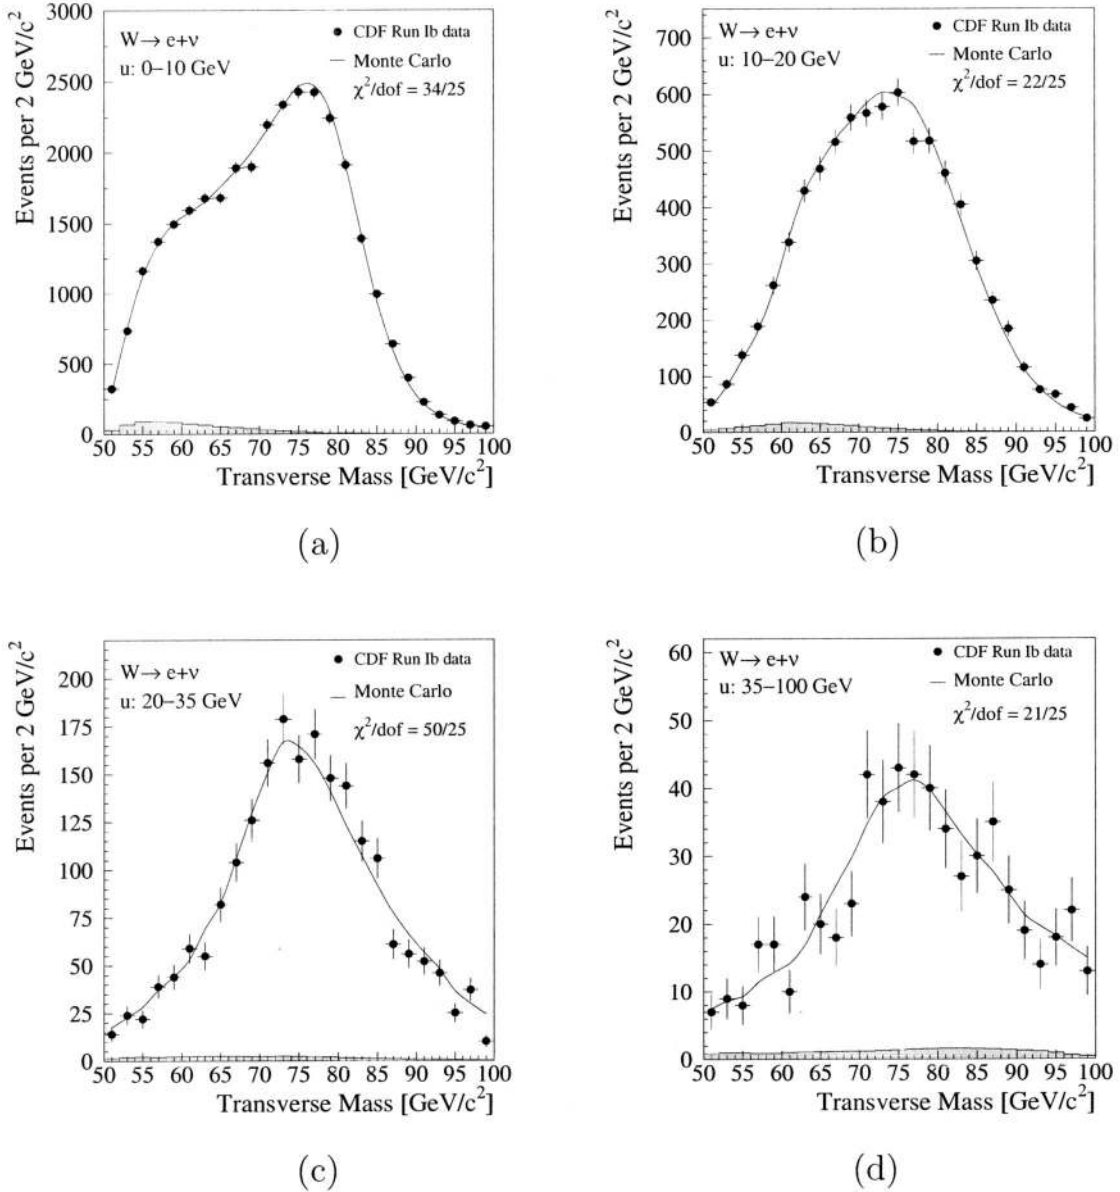 Events per 2 GeV/c²
3000
2500
2000
1500
1000
500
0
W→ e+ν
u: 0–10 GeV
CDF Run Ib data
Monte Carlo
χ²/dof = 34/25
50 55 60 65 70 75 80 85 90 95 100
Transverse Mass [GeV/c²]
(a)
Events per 2 GeV/c²
700
600
500
400
300
200
100
0
W→ e+ν
u: 10–20 GeV
CDF Run Ib data
Monte Carlo
χ²/dof = 22/25
50 55 60 65 70 75 80 85 90 95 100
Transverse Mass [GeV/c²]
(b)
Events per 2 GeV/c²
200
175
150
125
100
75
50
25
0
W→ e+ν
u: 20–35 GeV
CDF Run Ib data
Monte Carlo
χ²/dof = 50/25
50 55 60 65 70 75 80 85 90 95 100
Transverse Mass [GeV/c²]
(c)
Events per 2 GeV/c²
60
50
40
30
20
10
0
W→ e+ν
u: 35–100 GeV
CDF Run Ib data
Monte Carlo
χ²/dof = 21/25
50 55 60 65 70 75 80 85 90 95 100
Transverse Mass [GeV/c²]
(d)